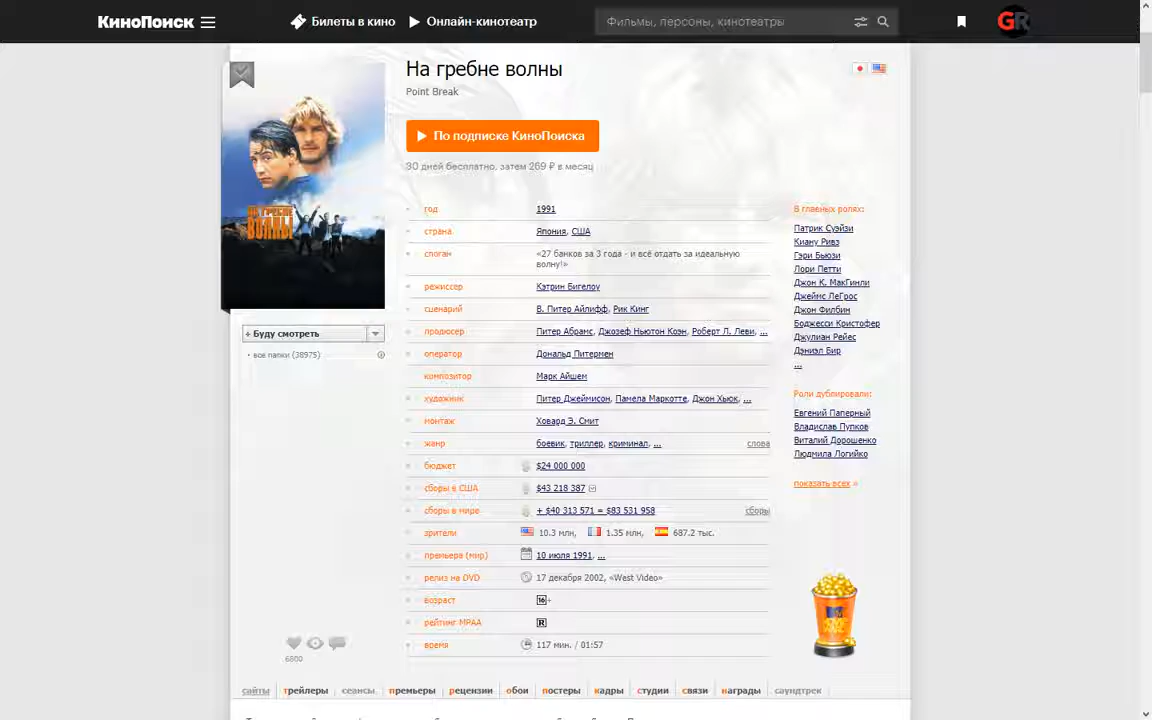 КиноПоиск
Билеты в кино
Онлайн-кинотеатр
Фильмы, персоны, кинотеатры
GR
На гребне волны
Point Break
По подписке КиноПоиска
30 дней бесплатно, затем 269 ₽ в месяц
НА ГРЕБНЕ
ВОЛНЫ
+ Буду смотреть
• все папки (38975)
6800
год 1991
страна Япония, США
слоган «27 банков за 3 года - и всё отдать за идеальную
волну!»
режиссер Кэтрин Бигелоу
сценарий В. Питер Айлифф, Рик Кинг
продюсер Питер Абрамс, Джозеф Ньютон Коэн, Роберт Л. Леви, ...
оператор Дональд Питермен
композитор Марк Айшем
художник Питер Джеймисон, Памела Маркотте, Джон Хьюк, ...
монтаж Ховард Э. Смит
жанр боевик, триллер, криминал, ... слова
бюджет $24 000 000
сборы в США $43 218 387
сборы в мире + $40 313 571 = $83 531 958 сборы
зрители 10.3 млн, 1.35 млн, 687.2 тыс.
премьера (мир) 10 июля 1991, ...
релиз на DVD 17 декабря 2002, «West Video»
возраст 16+
рейтинг MPAA R
время 117 мин. / 01:57
В главных ролях:
Патрик Суэйзи
Киану Ривз
Гэри Бьюзи
Лори Петти
Джон К. МакГинли
Джеймс ЛеГрос
Джон Филбин
Боджесси Кристофер
Джулиан Рейес
Дэниэл Бир
...
Роли дублировали:
Евгений Паперный
Владислав Пупков
Виталий Дорошенко
Людмила Логийко
показать всех »
сайты трейлеры сеансы премьеры рецензии обои постеры кадры студии связи награды саундтрек